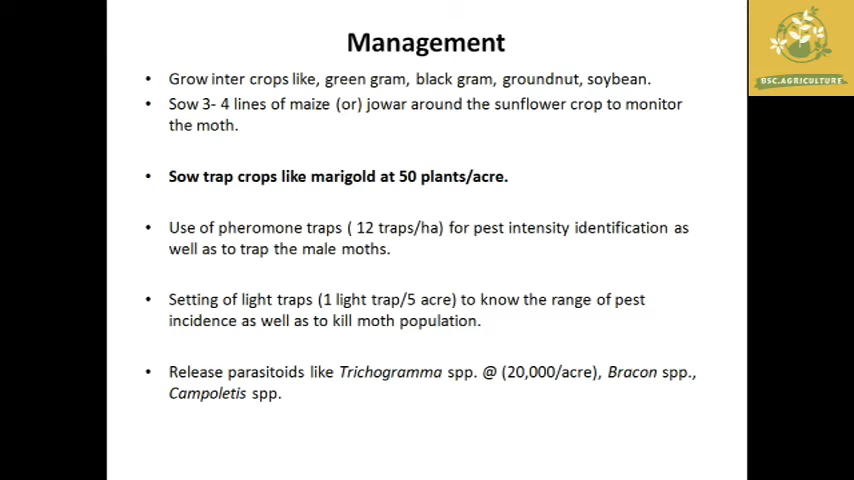 Management
BSC.AGRICULTURE
• Grow inter crops like, green gram, black gram, groundnut, soybean.
• Sow 3- 4 lines of maize (or) jowar around the sunflower crop to monitor
the moth.
• Sow trap crops like marigold at 50 plants/acre.
• Use of pheromone traps ( 12 traps/ha) for pest intensity identification as
well as to trap the male moths.
• Setting of light traps (1 light trap/5 acre) to know the range of pest
incidence as well as to kill moth population.
• Release parasitoids like Trichogramma spp. @ (20,000/acre), Bracon spp.,
Campoletis spp.